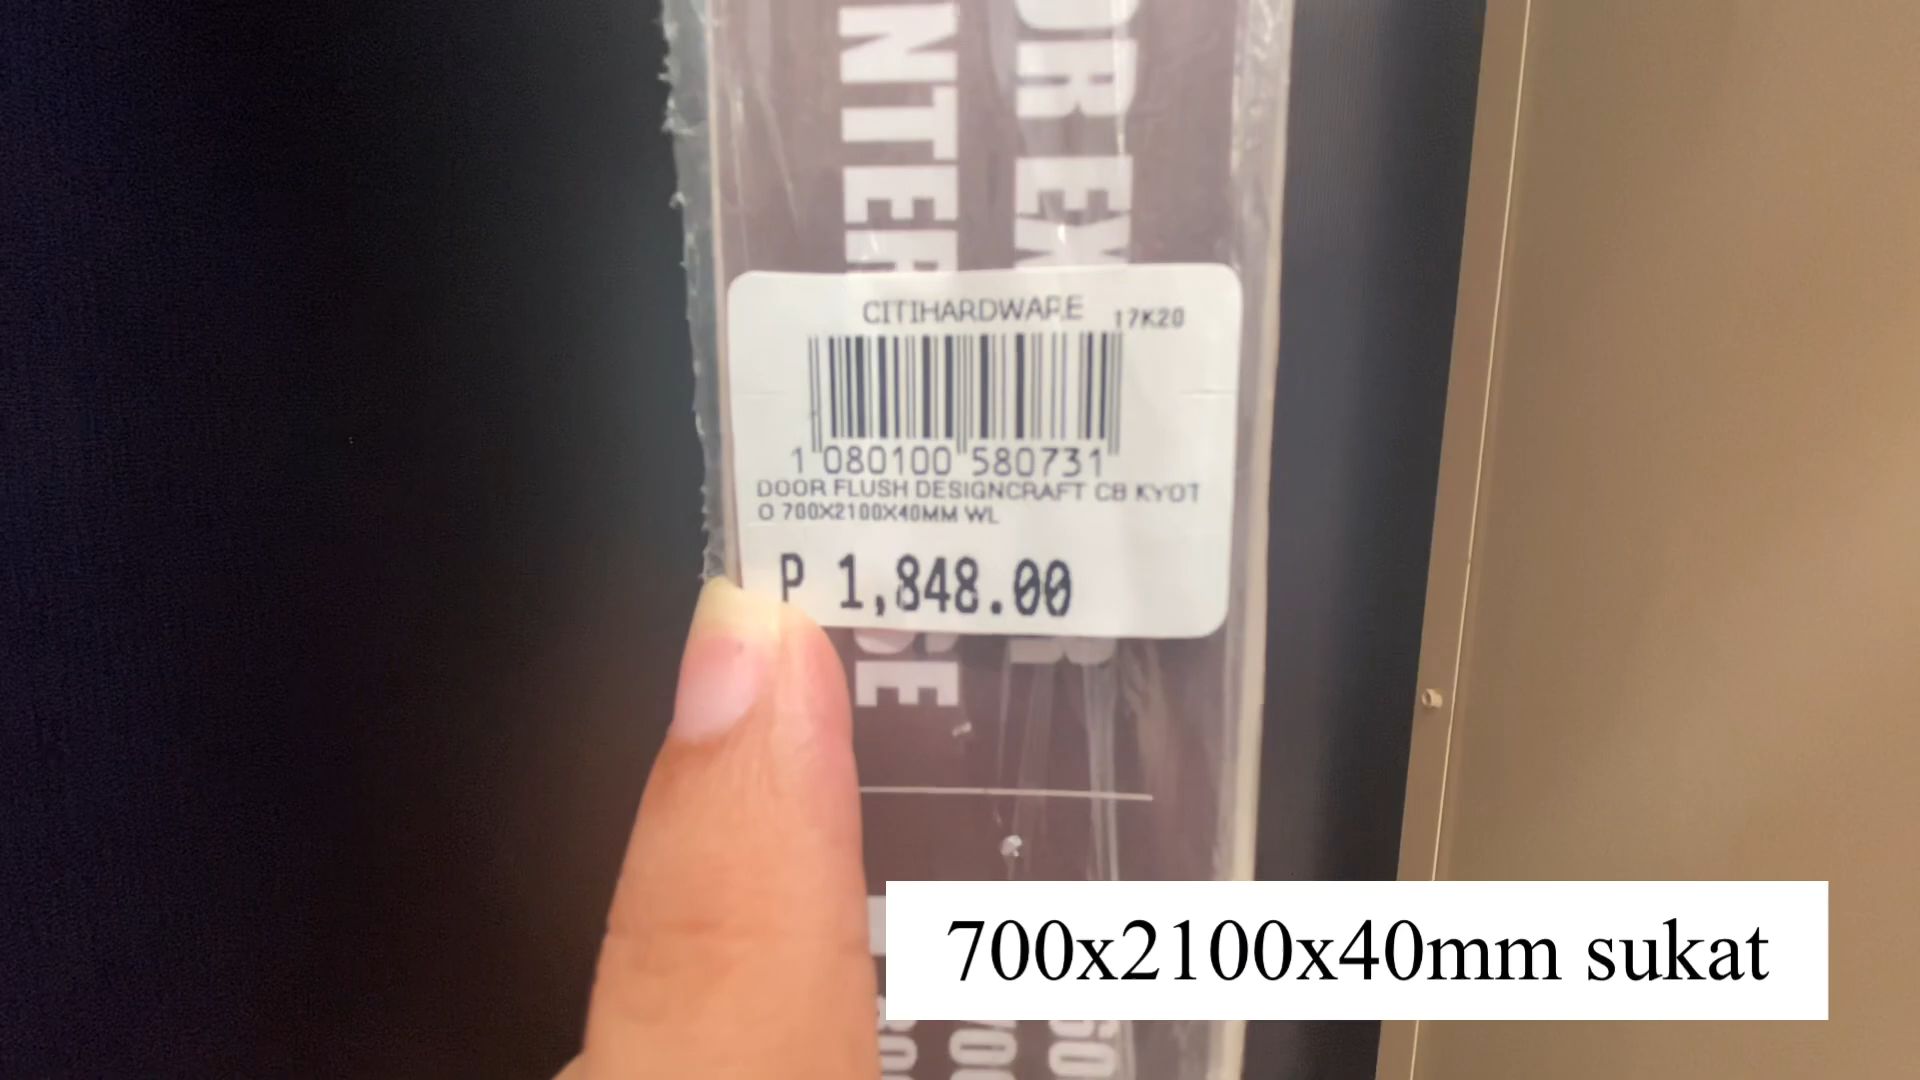 CITIHARDWARE
17K20
1 080100 580731
DOOR FLUSH DESIGNCRAFT CB KYOT
O 700X2100X40MM WL
P 1,848.00
700x2100x40mm sukat